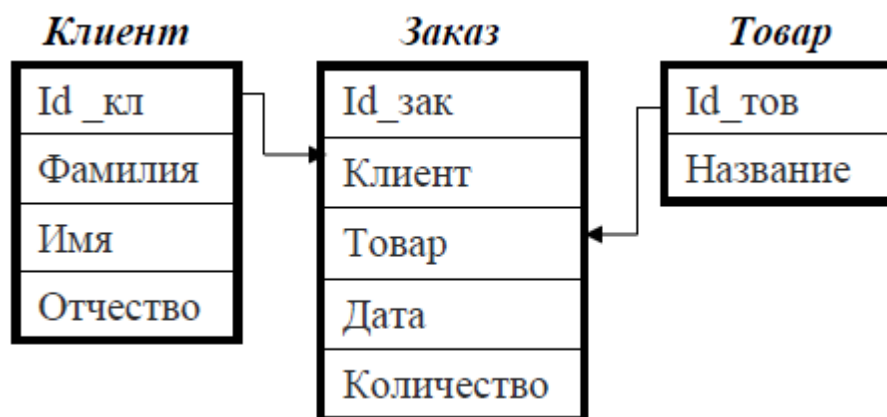 Клиент
Id _кл
Фамилия
Имя
Отчество
Заказ
Id_зак
Клиент
Товар
Дата
Количество
Товар
Id_тов
Название